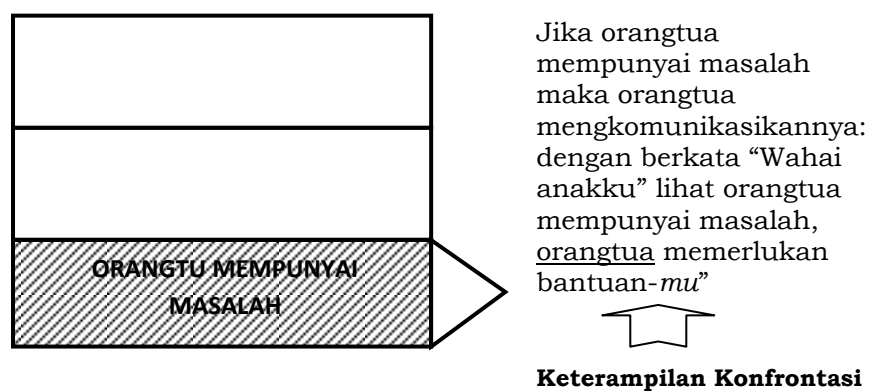 Jika orangtua
mempunyai masalah
maka orangtua
mengkomunikasikannya:
dengan berkata “Wahai
anakku” lihat orangtua
mempunyai masalah,
orangtua memerlukan
bantuan-mu”
ORANGTU MEMPUNYAI
MASALAH
Keterampilan Konfrontasi